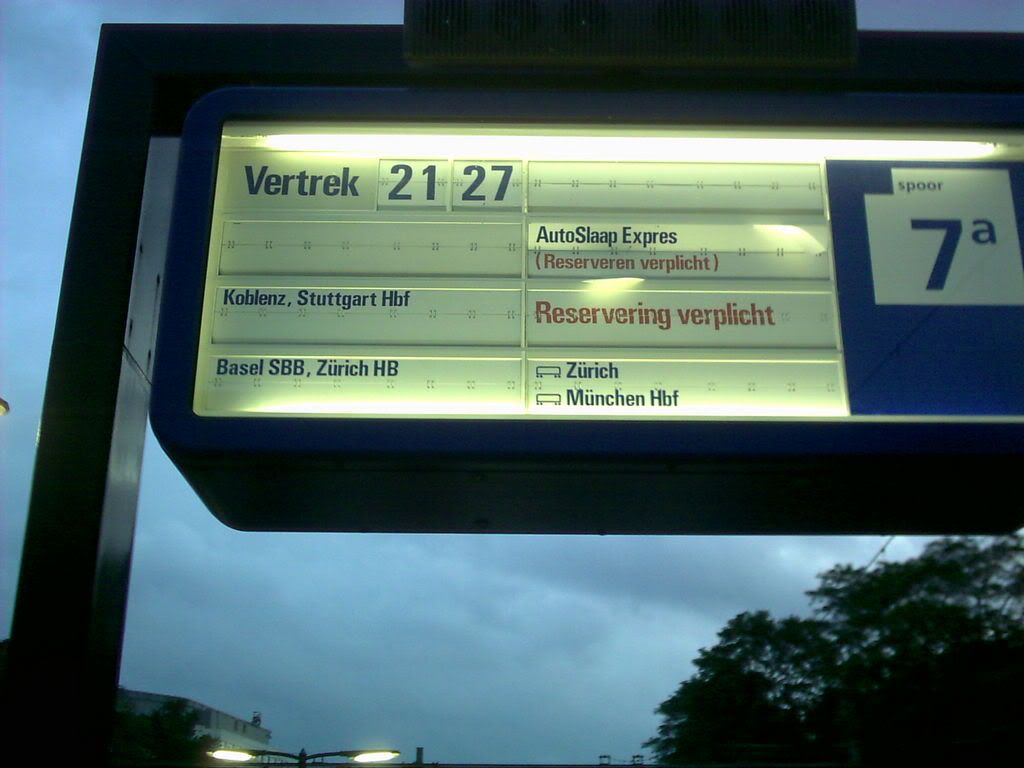 Vertrek 21 27
spoor
7a
AutoSlaap Expres
(Reserveren verplicht)
Koblenz, Stuttgart Hbf
Reservering verplicht
Basel SBB, Zürich HB
Zürich
München Hbf